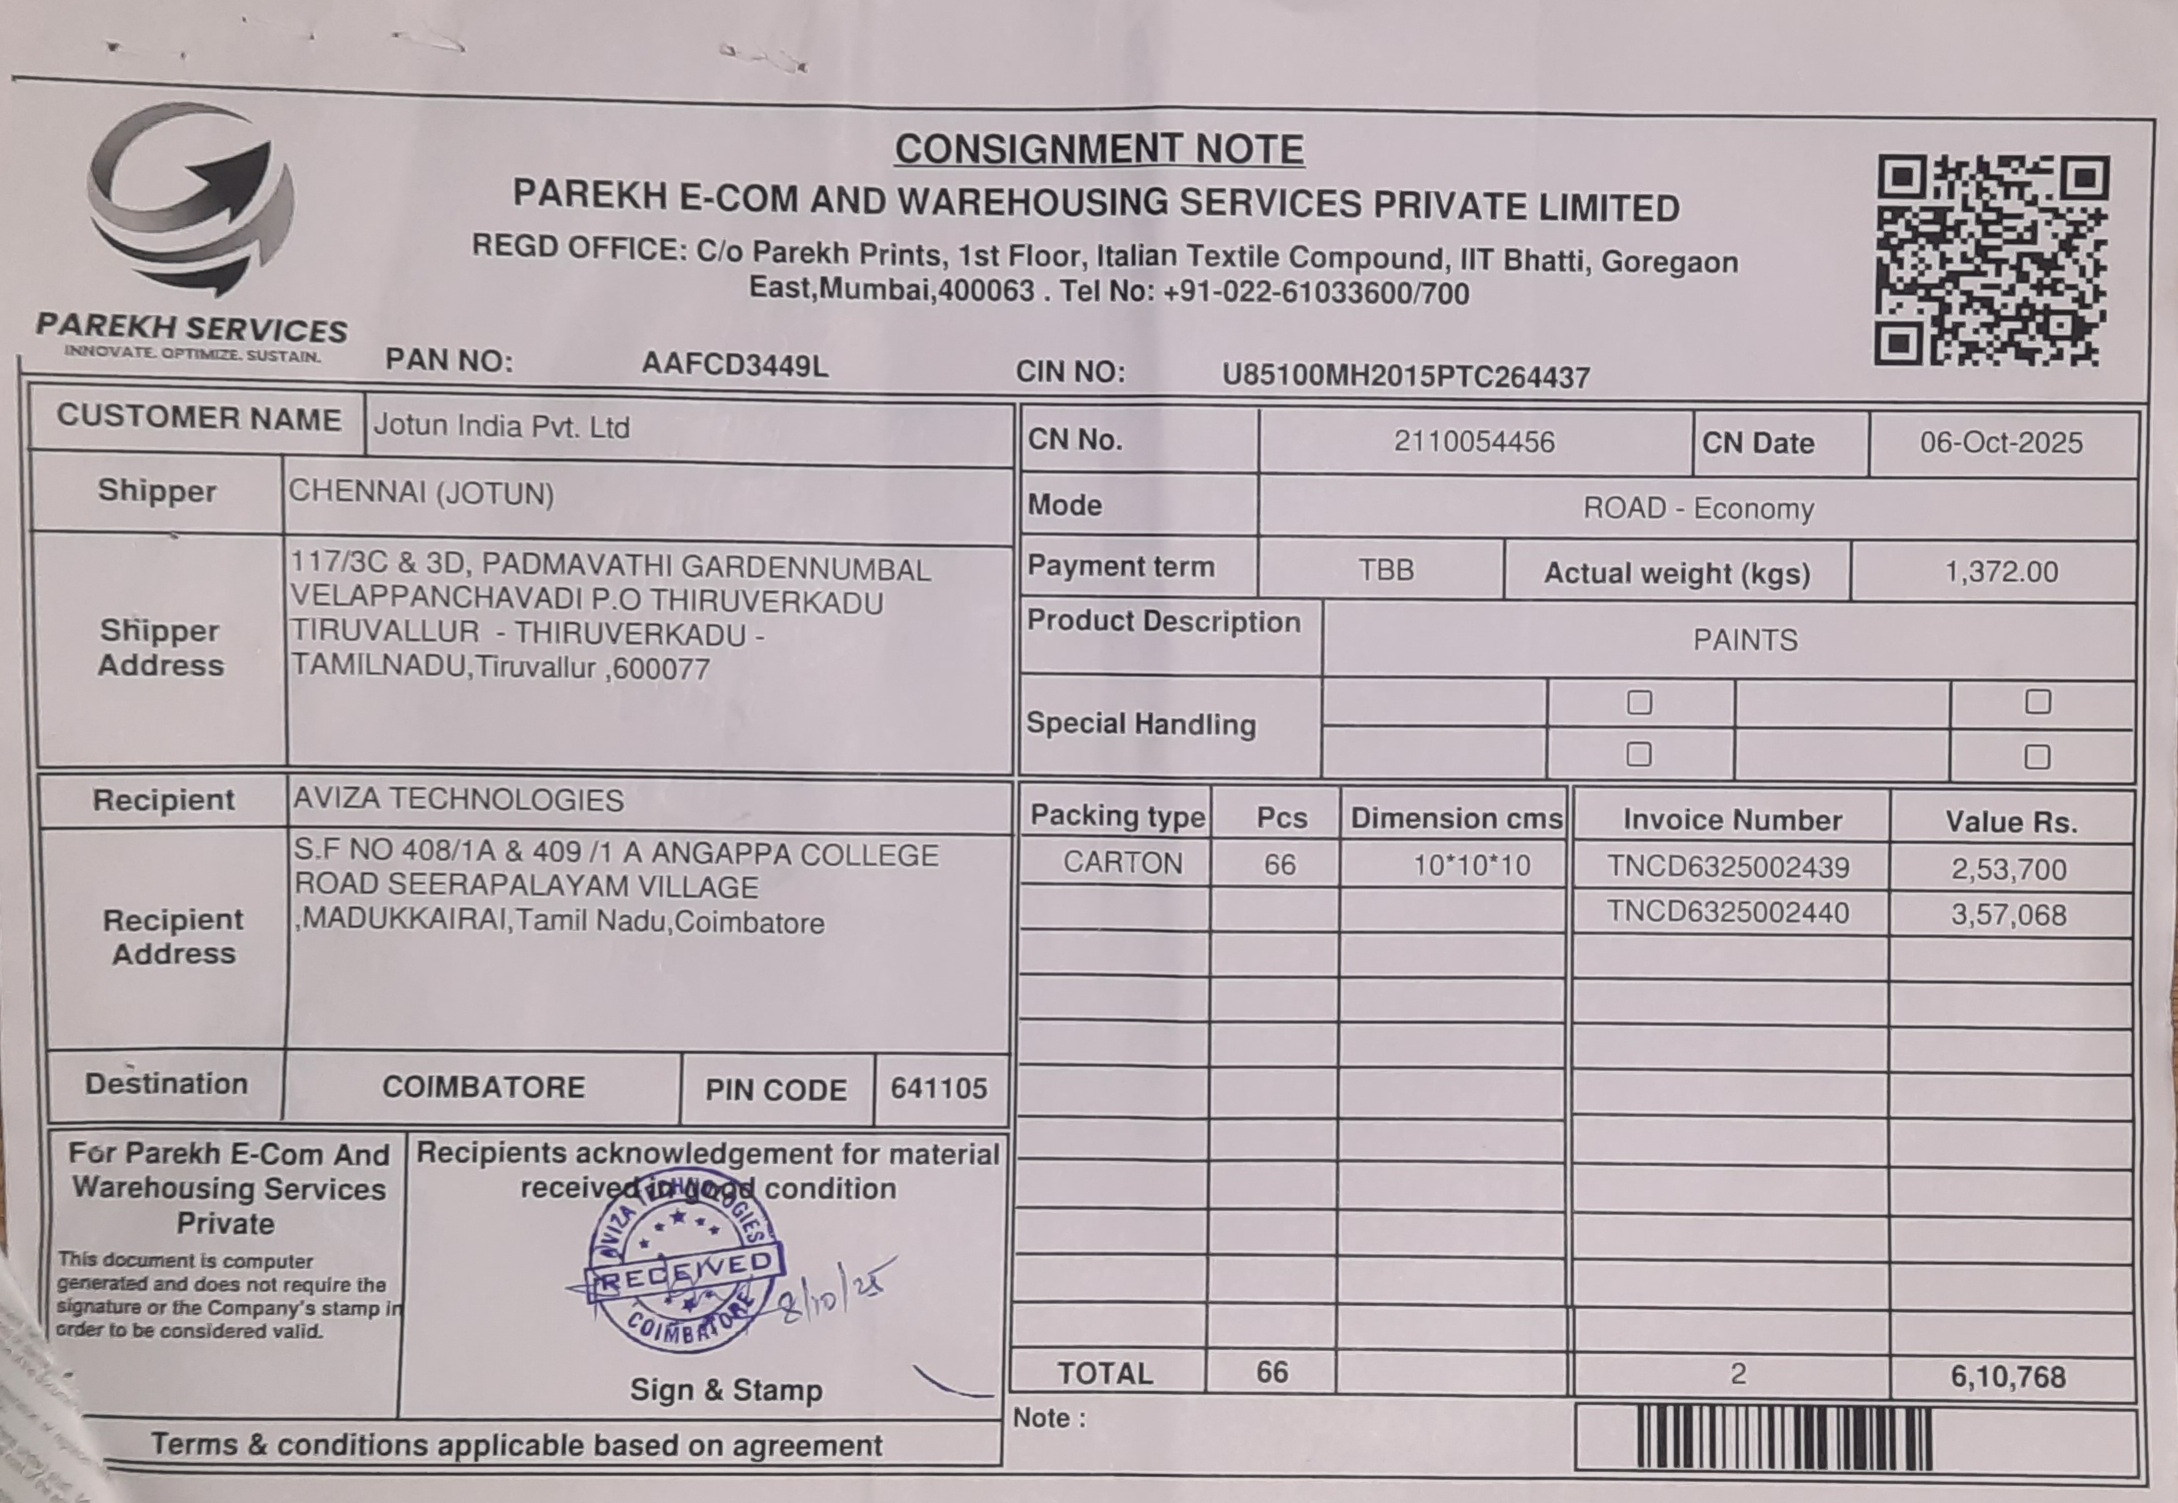 CONSIGNMENT NOTE
PAREKH E-COM AND WAREHOUSING SERVICES PRIVATE LIMITED
REGD OFFICE: C/o Parekh Prints, 1st Floor, Italian Textile Compound, IIT Bhatti, Goregaon
East,Mumbai,400063 . Tel No: +91-022-61033600/700
PAREKH SERVICES
INNOVATE. OPTIMIZE. SUSTAIN.
PAN NO: AAFCD3449L CIN NO: U85100MH2015PTC264437
CUSTOMER NAME Jotun India Pvt. Ltd
Shipper CHENNAI (JOTUN)
Shipper Address
117/3C & 3D, PADMAVATHI GARDENNUMBAL
VELAPPANCHAVADI P.O THIRUVERKADU
TIRUVALLUR - THIRUVERKADU -
TAMILNADU,Tiruvallur ,600077
Recipient AVIZA TECHNOLOGIES
Recipient Address
S.F NO 408/1A & 409 /1 A ANGAPPA COLLEGE
ROAD SEERAPALAYAM VILLAGE
,MADUKKAIRAI,Tamil Nadu,Coimbatore
Destination COIMBATORE PIN CODE 641105
For Parekh E-Com And
Warehousing Services
Private
This document is computer
generated and does not require the
signature or the Company's stamp in
order to be considered valid.
Recipients acknowledgement for material
received in good condition
AVIZA TECHNOLOGIES
RECEIVED
COIMBATORE
8/10/25
Sign & Stamp
Terms & conditions applicable based on agreement
CN No. 2110054456 CN Date 06-Oct-2025
Mode ROAD - Economy
Payment term TBB Actual weight (kgs) 1,372.00
Product Description PAINTS
Special Handling
Packing type Pcs Dimension cms Invoice Number Value Rs.
CARTON 66 10*10*10 TNCD6325002439 2,53,700
TNCD6325002440 3,57,068
TOTAL 66 2 6,10,768
Note :